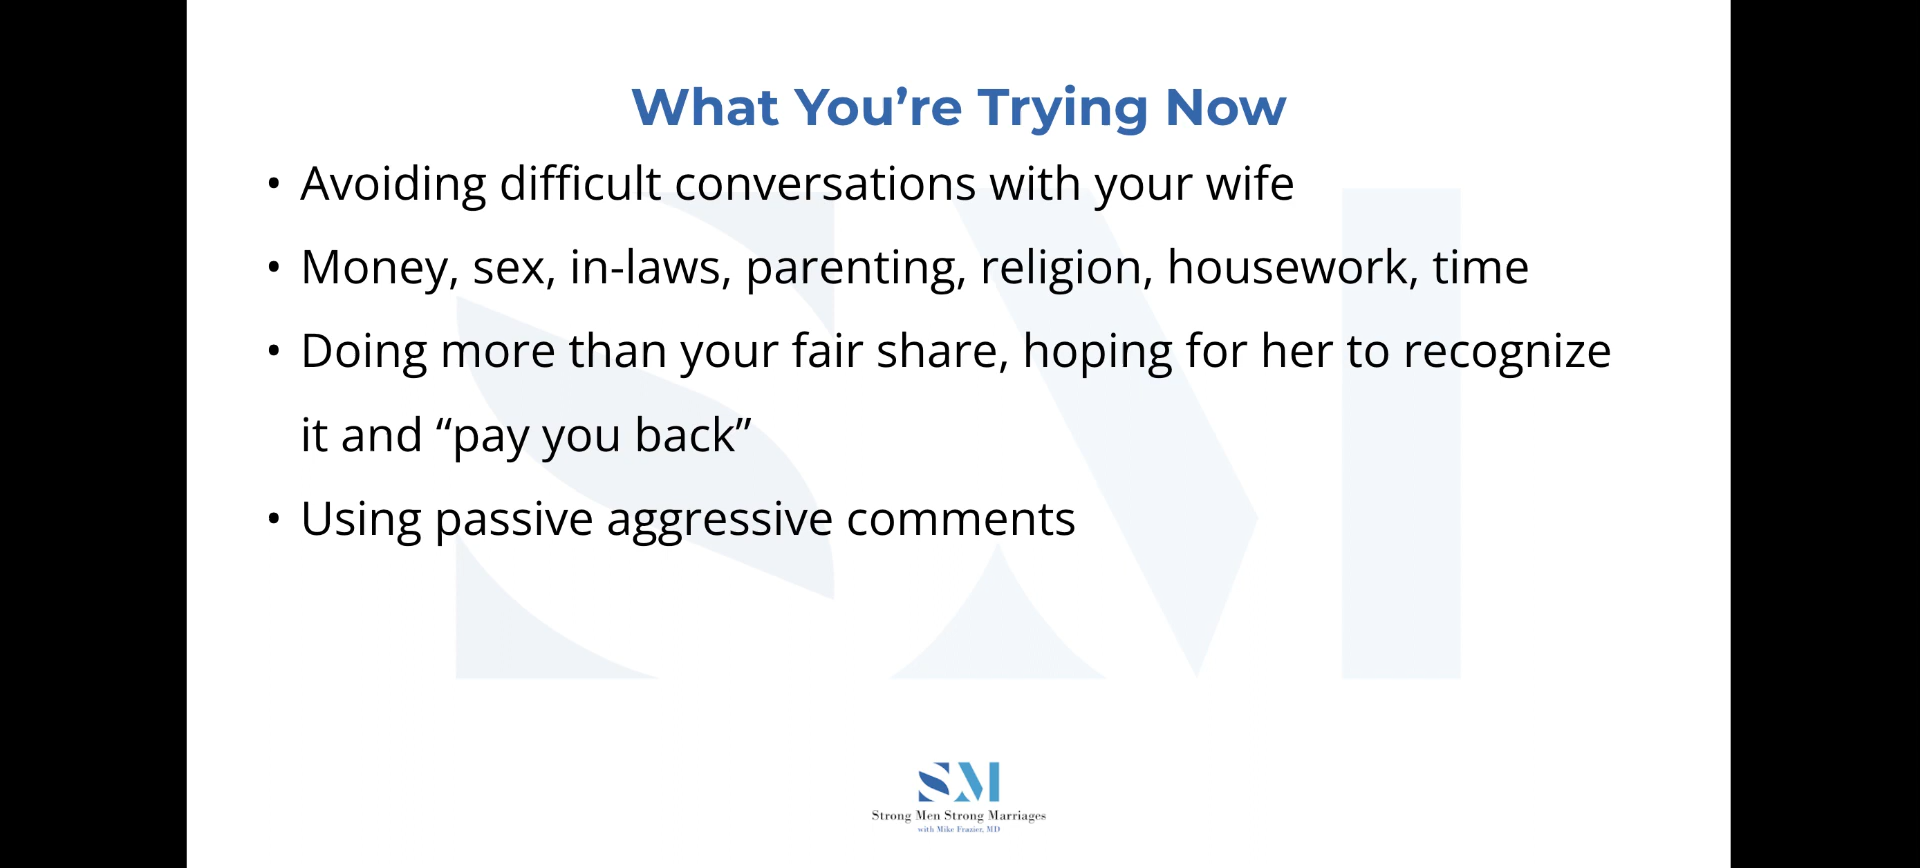 What You’re Trying Now
• Avoiding difficult conversations with your wife
• Money, sex, in-laws, parenting, religion, housework, time
• Doing more than your fair share, hoping for her to recognize
it and “pay you back”
• Using passive aggressive comments
SM
Strong Men Strong Marriages
with Mike Frazier, MD